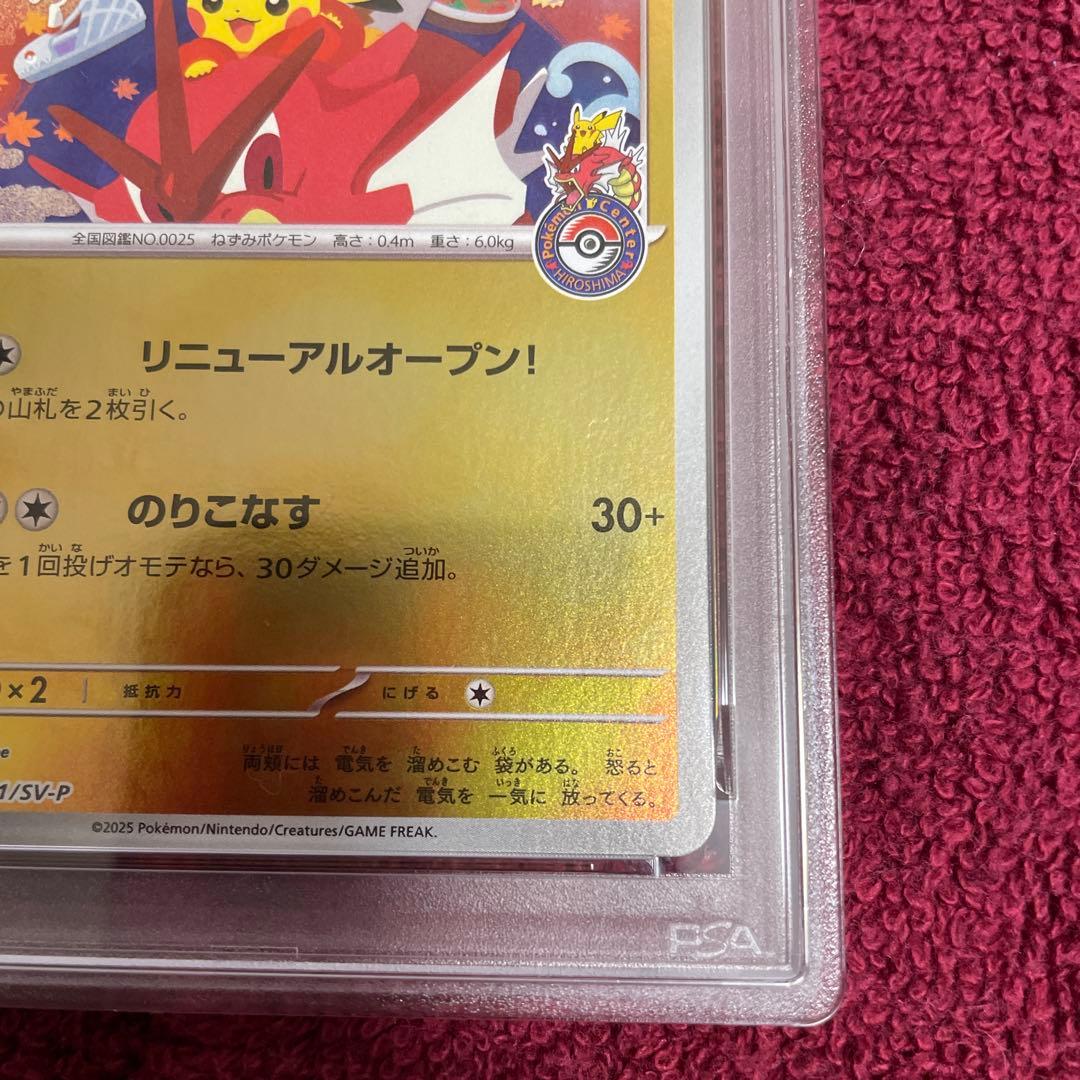 全国図鑑NO.0025 ねずみポケモン 高さ:0.4m 重さ:6.0kg
Pokémon Center
HIROSHIMA
リニューアルオープン!
山札を2枚引く。
のりこなす 30+
を1回投げオモテなら、30ダメージ追加。
×2 抵抗力 にげる
両頬には 電気を 溜めこむ 袋がある。 怒ると
溜めこんだ 電気を 一気に 放ってくる。
1/SV-P
©2025 Pokémon/Nintendo/Creatures/GAME FREAK.
PSA